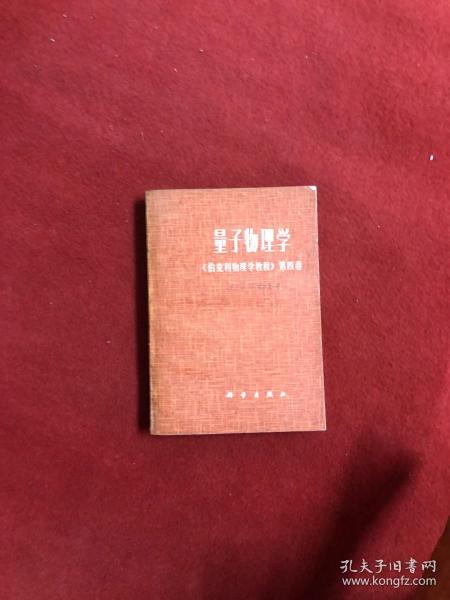 量子物理学
《伯克利物理学教程》第四卷
科学出版社
孔夫子旧书网
www.kongfz.com